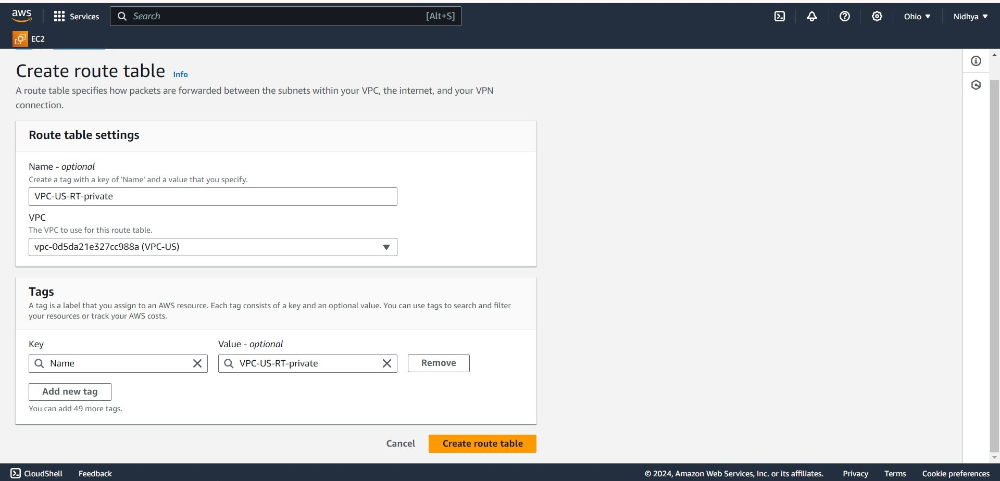 aws
Services
Search
[Alt+S]
Ohio
Nidhya
EC2
Create route table Info
A route table specifies how packets are forwarded between the subnets within your VPC, the internet, and your VPN
connection.
Route table settings
Name - optional
Create a tag with a key of 'Name' and a value that you specify.
VPC-US-RT-private
VPC
The VPC to use for this route table.
vpc-0d5da21e327cc988a (VPC-US)
Tags
A tag is a label that you assign to an AWS resource. Each tag consists of a key and an optional value. You can use tags to search and filter
your resources or track your AWS costs.
Key
Value - optional
Name
VPC-US-RT-private
Remove
Add new tag
You can add 49 more tags.
Cancel
Create route table
CloudShell
Feedback
© 2024, Amazon Web Services, Inc. or its affiliates.
Privacy
Terms
Cookie preferences